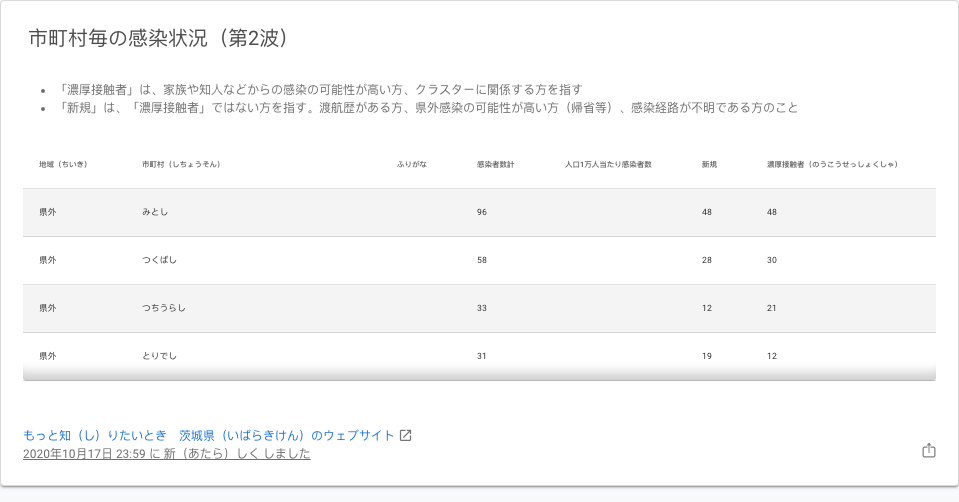 市町村毎の感染状況（第2波）
「濃厚接触者」は、家族や知人などからの感染の可能性が高い方、クラスターに関係する方を指す
「新規」は、「濃厚接触者」ではない方を指す。渡航歴がある方、県外感染の可能性が高い方（帰省等）、感染経路が不明である方のこと
地域（ちいき） 市町村（しちょうそん） ふりがな 感染者数計 人口1万人当たり感染者数 新規 濃厚接触者（のうこうせっしょくしゃ）
県外 みとし 96 48 48
県外 つくばし 58 28 30
県外 つちうらし 33 12 21
県外 とりでし 31 19 12
もっと知（し）りたいとき　茨城県（いばらきけん）のウェブサイト
2020年10月17日 23:59 に 新（あたら）しく しました